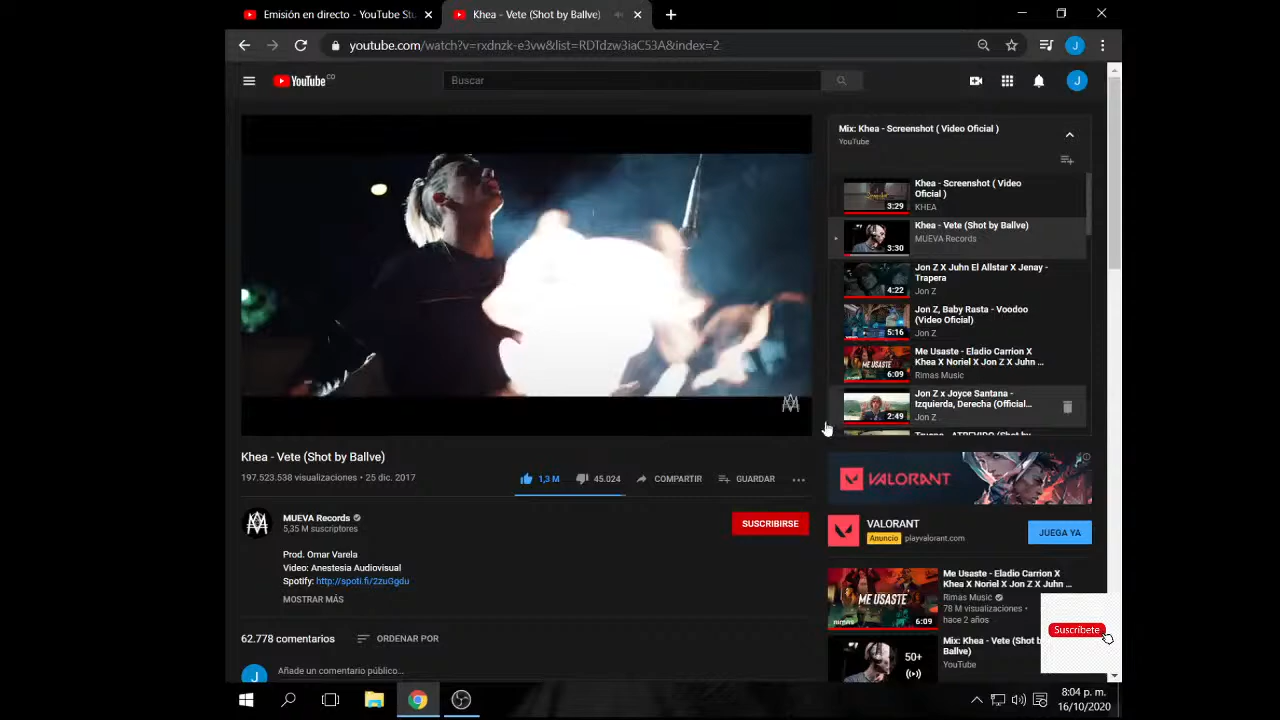 Emisión en directo - YouTube Stu
Khea - Vete (Shot by Ballve)
youtube.com/watch?v=rxdnzk-e3vw&list=RDTdzw3iaC53A&index=2
J
YouTube CO
Buscar
J
Mix: Khea - Screenshot ( Video Oficial )
YouTube
Khea - Screenshot ( Video
Oficial )
KHEA
3:29
Khea - Vete (Shot by Ballve)
MUEVA Records
3:30
Jon Z X Juhn El Allstar X Jenay -
Trapera
Jon Z
4:22
Jon Z, Baby Rasta - Voodoo
(Video Oficial)
Jon Z
5:16
Me Usaste - Eladio Carrion X
Khea X Noriel X Jon Z X Juhn ...
Rimas Music
ME USASTE
6:09
Jon Z x Joyce Santana -
Izquierda, Derecha (Official...
Jon Z
2:49
Trueno - ATREVIDO (Shot by
Khea - Vete (Shot by Ballve)
197.523.538 visualizaciones • 25 dic. 2017
1,3 M
45.024
COMPARTIR
GUARDAR
MUEVA Records
5,35 M suscriptores
SUSCRIBIRSE
Prod. Omar Varela
Video: Anestesia Audiovisual
Spotify: http://spoti.fi/2zuGgdu
MOSTRAR MÁS
62.778 comentarios
ORDENAR POR
J
Añade un comentario público...
VALORANT
VALORANT
Anuncio playvalorant.com
JUEGA YA
Me Usaste - Eladio Carrion X
Khea X Noriel X Jon Z X Juhn ...
Rimas Music
78 M visualizaciones •
hace 2 años
ME USASTE
rimas
6:09
Mix: Khea - Vete (Shot b
Ballve)
YouTube
50+
Suscríbete
8:04 p. m.
16/10/2020